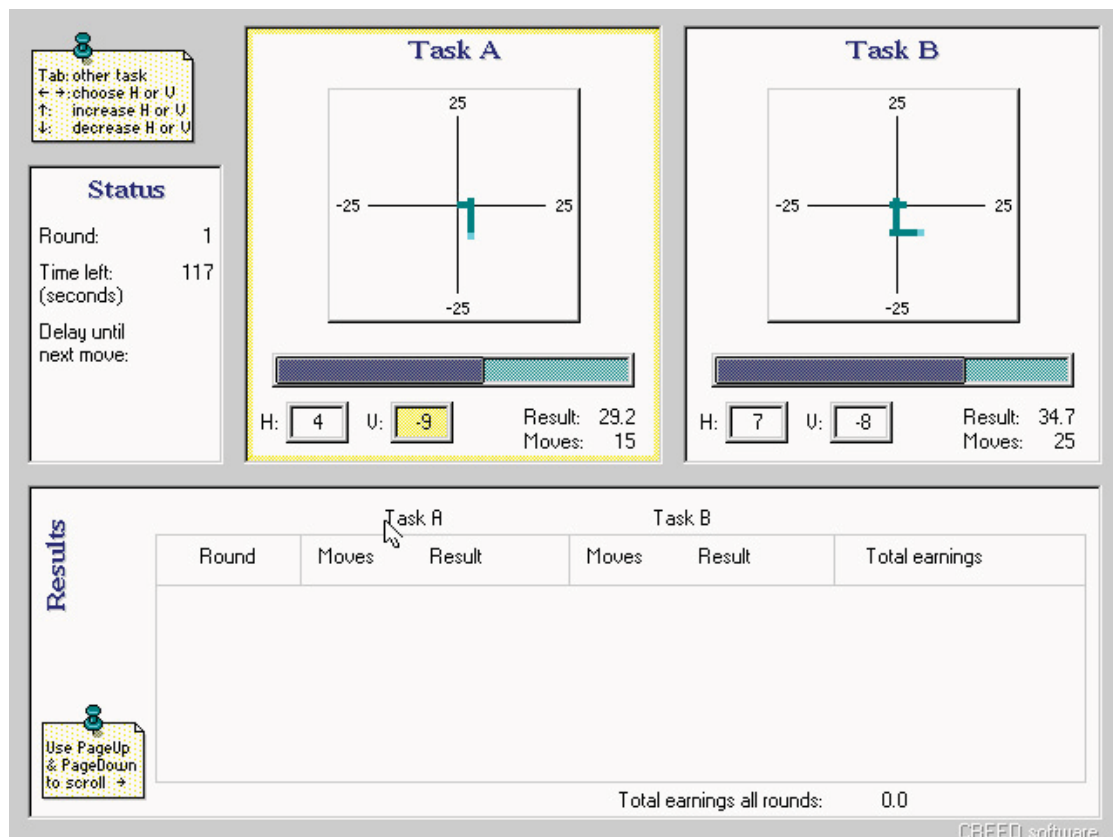 Tab: other task
← →: choose H or V
↑: increase H or V
↓: decrease H or V
Status
Round: 1
Time left: 117
(seconds)
Delay until
next move:
Task A
25
-25
25
-25
H: 4 V: -9
Result: 29.2
Moves: 15
Task B
25
-25
25
-25
H: 7 V: -8
Result: 34.7
Moves: 25
Results
Task A Task B
Round Moves Result Moves Result Total earnings
Use PageUp
& PageDown
to scroll →
Total earnings all rounds: 0.0
CREED software